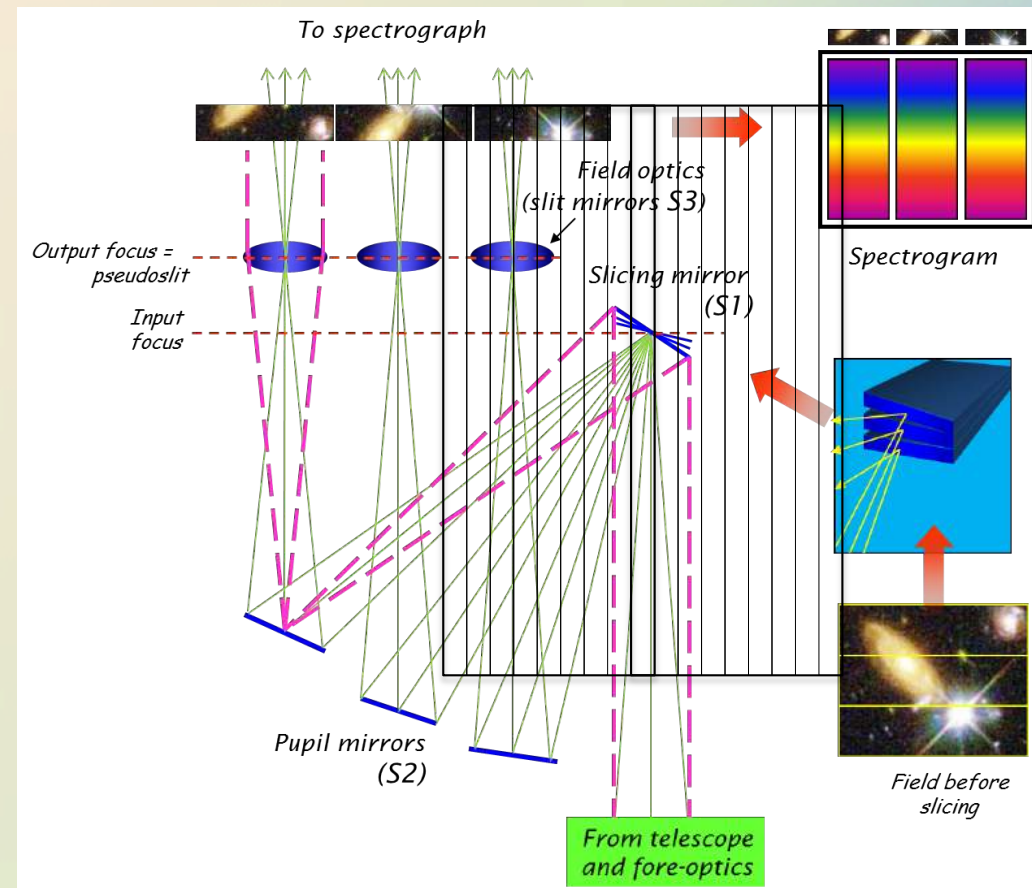 To spectrograph
Field optics
(slit mirrors S3)
Output focus =
pseudoslit
Slicing mirror
(S1)
Input
focus
Spectrogram
Pupil mirrors
(S2)
Field before
slicing
From telescope
and fore-optics